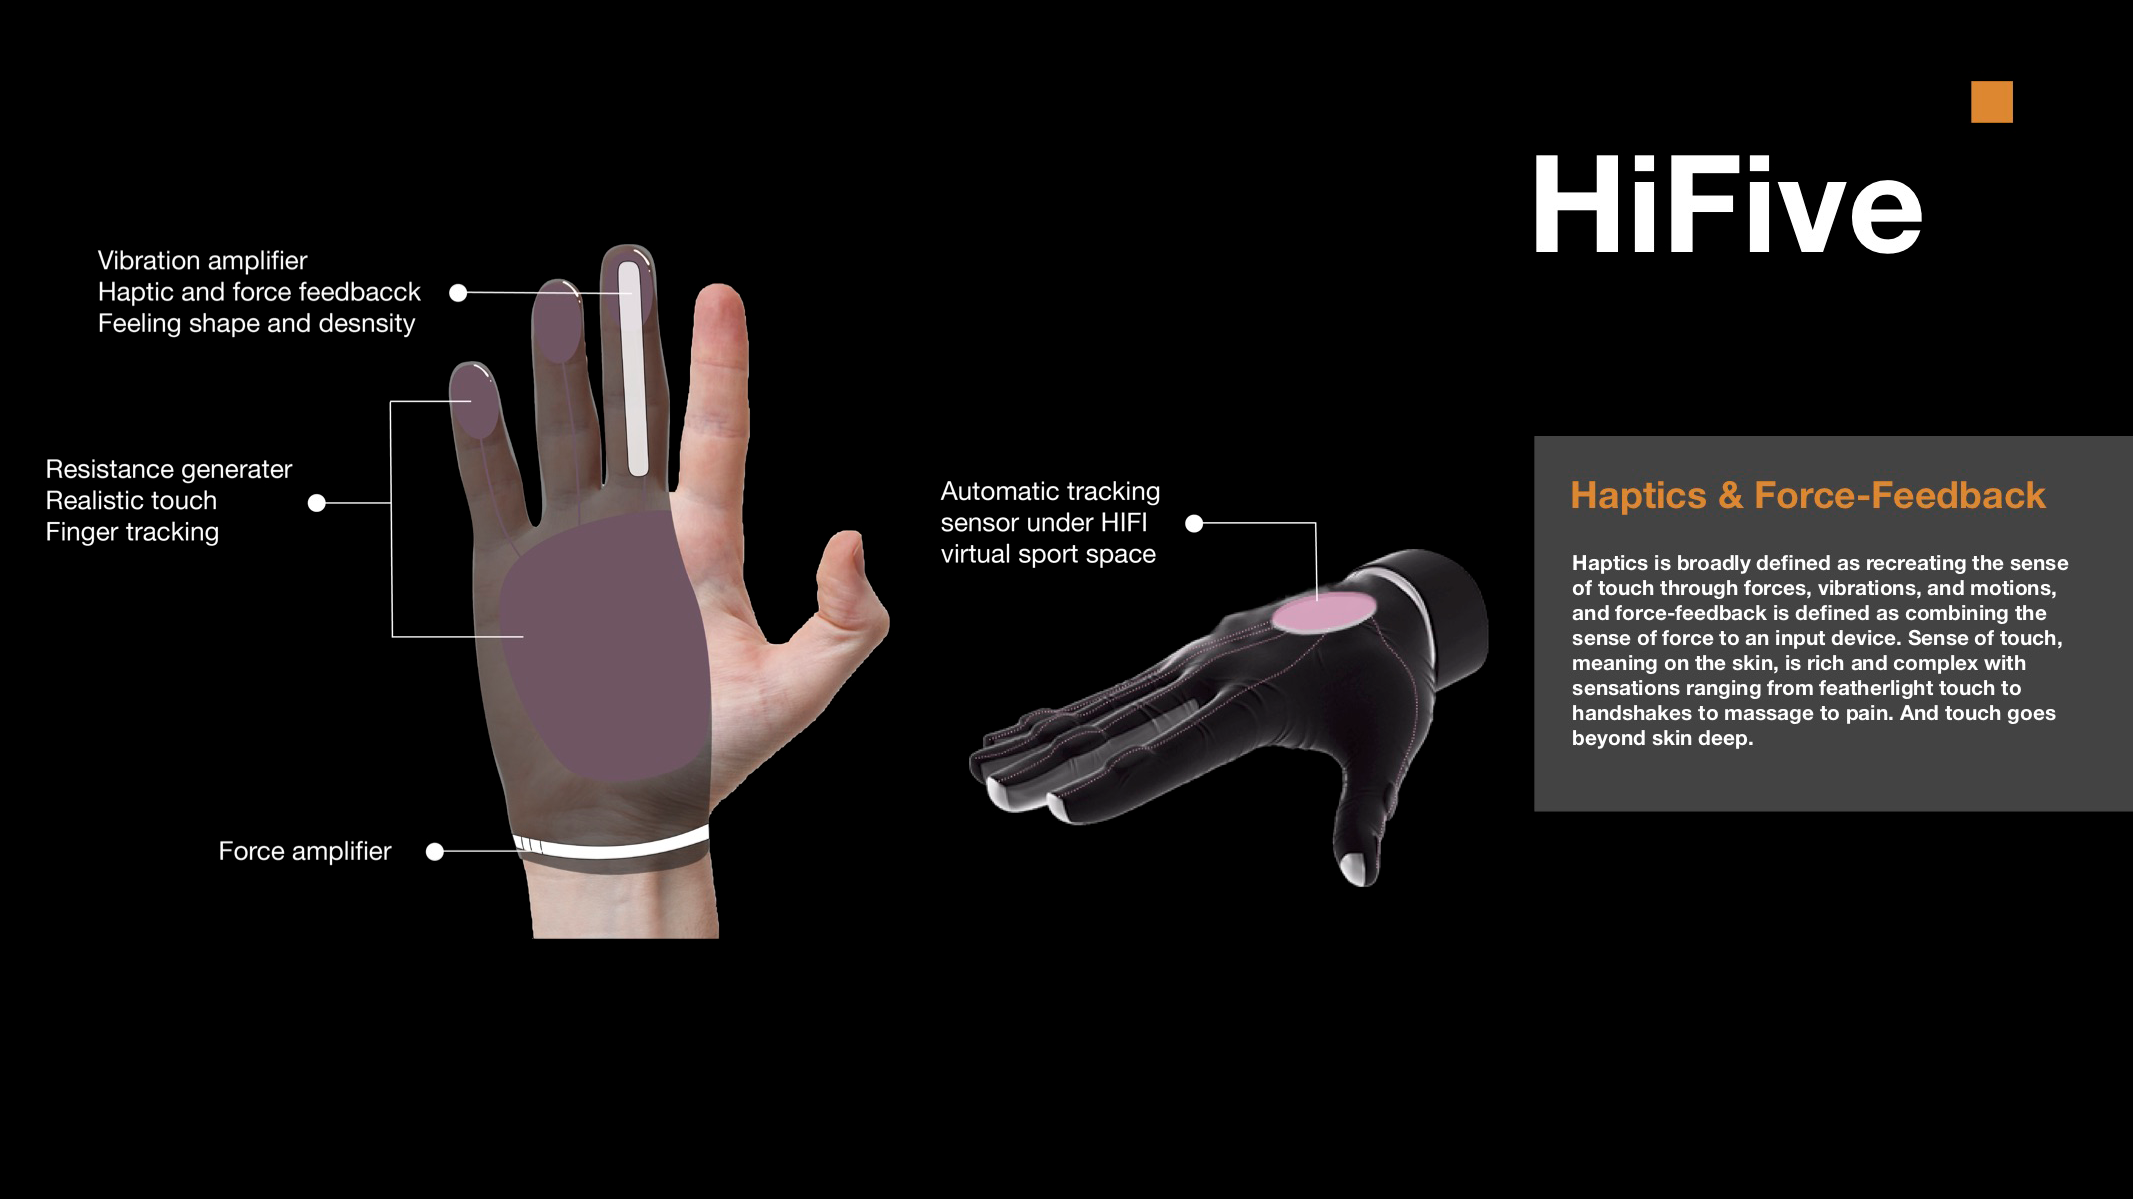 HiFive
Vibration amplifier
Haptic and force feedbacck
Feeling shape and desnsity
Resistance generater
Realistic touch
Finger tracking
Force amplifier
Automatic tracking
sensor under HIFI
virtual sport space
Haptics & Force-Feedback
Haptics is broadly defined as recreating the sense
of touch through forces, vibrations, and motions,
and force-feedback is defined as combining the
sense of force to an input device. Sense of touch,
meaning on the skin, is rich and complex with
sensations ranging from featherlight touch to
handshakes to massage to pain. And touch goes
beyond skin deep.